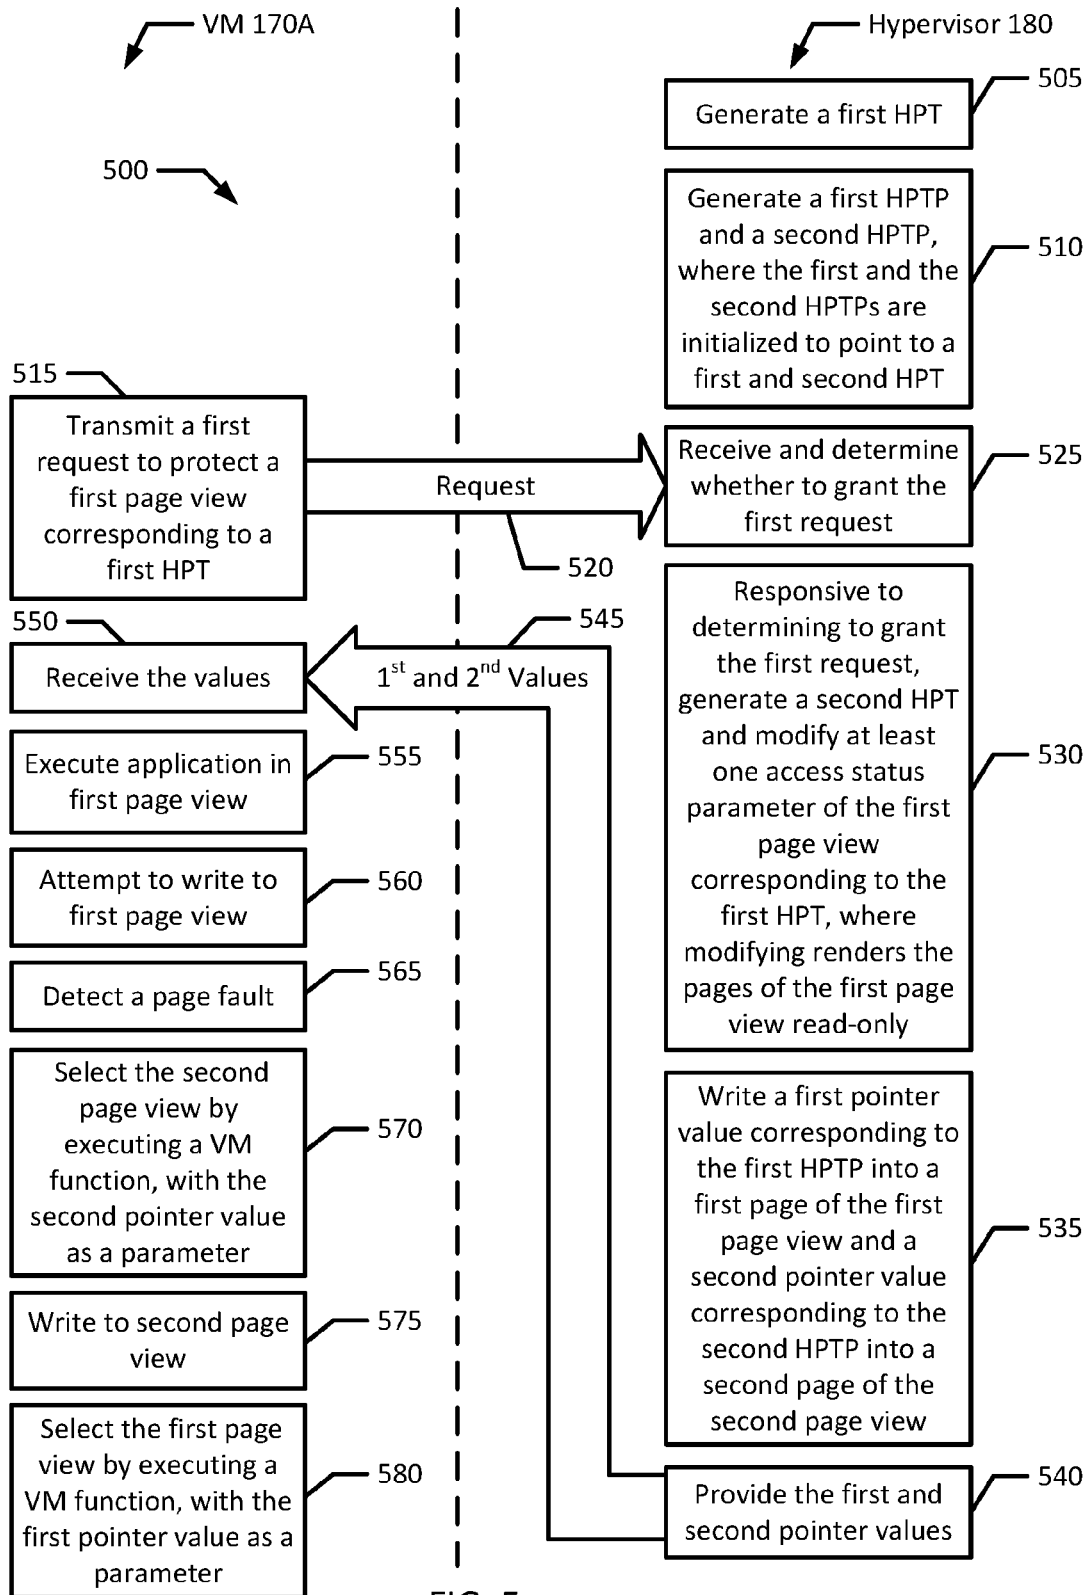 VM 170A
Hypervisor 180
505
Generate a first HPT
500
Generate a first HPTP
and a second HPTP,
where the first and the
second HPTPs are
initialized to point to a
first and second HPT
510
515
Transmit a first
request to protect a
first page view
corresponding to a
first HPT
Request
520
Receive and determine
whether to grant the
first request
525
Responsive to
determining to grant
the first request,
generate a second HPT
and modify at least
one access status
parameter of the first
page view
corresponding to the
first HPT, where
modifying renders the
pages of the first page
view read-only
530
Write a first pointer
value corresponding to
the first HPTP into a
first page of the first
page view and a
second pointer value
corresponding to the
second HPTP into a
second page of the
second page view
535
Provide the first and
second pointer values
540
545
1st and 2nd Values
550
Receive the values
Execute application in
first page view
555
Attempt to write to
first page view
560
Detect a page fault
565
Select the second
page view by
executing a VM
function, with the
second pointer value
as a parameter
570
Write to second page
view
575
Select the first page
view by executing a
VM function, with the
first pointer value as a
parameter
580